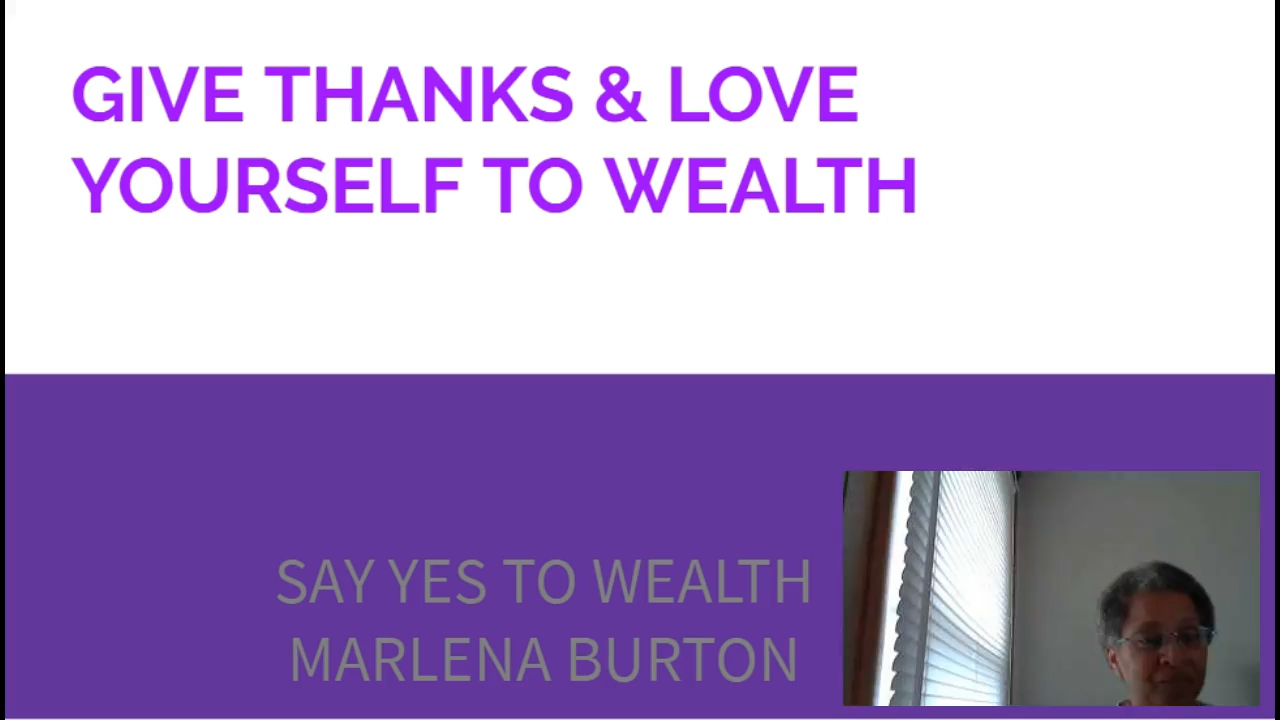 GIVE THANKS & LOVE
YOURSELF TO WEALTH
SAY YES TO WEALTH
MARLENA BURTON